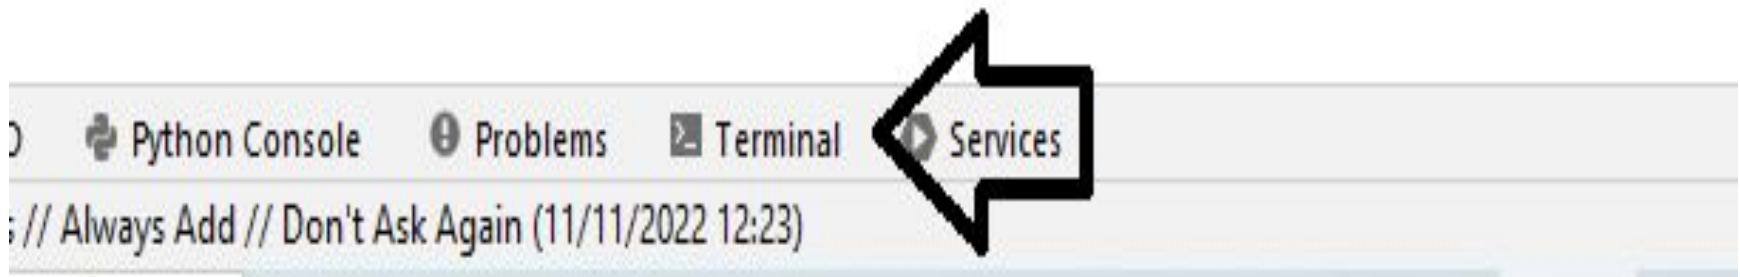 Python Console Problems Terminal Services
// Always Add // Don't Ask Again (11/11/2022 12:23)